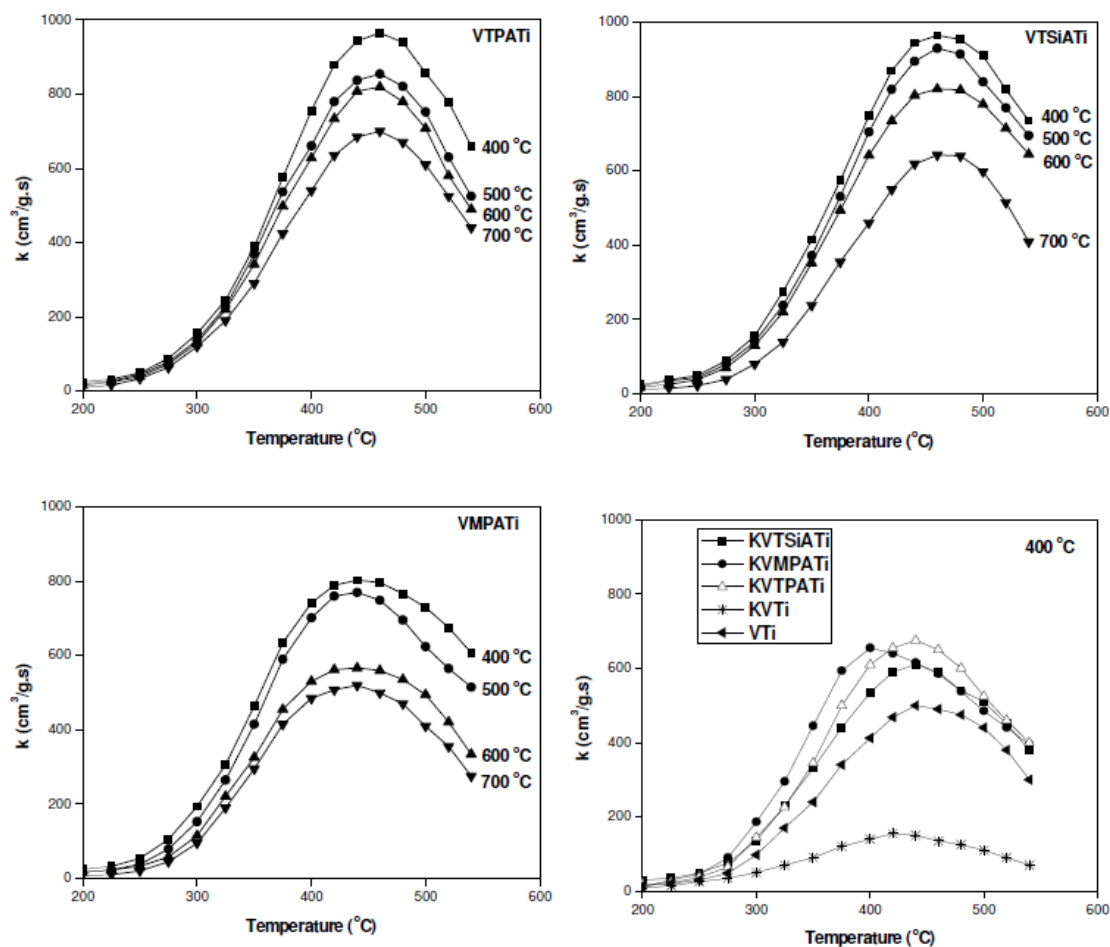 VTPATi
1000
800
600
400
200
0
k (cm³/g.s)
400 °C
500 °C
600 °C
700 °C
200
300
400
500
600
Temperature (°C)
VTSiATi
1000
800
600
400
200
0
k (cm³/g.s)
400 °C
500 °C
600 °C
700 °C
200
300
400
500
600
Temperature (°C)
VMPATi
1000
800
600
400
200
0
k (cm³/g.s)
400 °C
500 °C
600 °C
700 °C
200
300
400
500
600
Temperature (°C)
400 °C
KVTSiATi
KVMPATi
KVTPATi
KVTi
VTi
1000
800
600
400
200
0
k (cm³/g.s)
200
300
400
500
600
Temperature (°C)